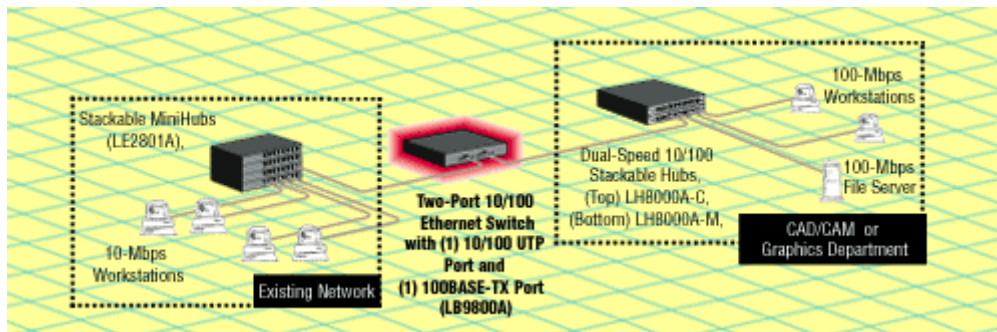 Stackable MiniHubs
(LE2801A),
10-Mbps
Workstations
Existing Network
Two-Port 10/100
Ethernet Switch
with (1) 10/100 UTP
Port and
(1) 100BASE-TX Port
(LB9800A)
Dual-Speed 10/100
Stackable Hubs,
(Top) LH8000A-C,
(Bottom) LH8000A-M,
100-Mbps
Workstations
100-Mbps
File Server
CAD/CAM or
Graphics Department